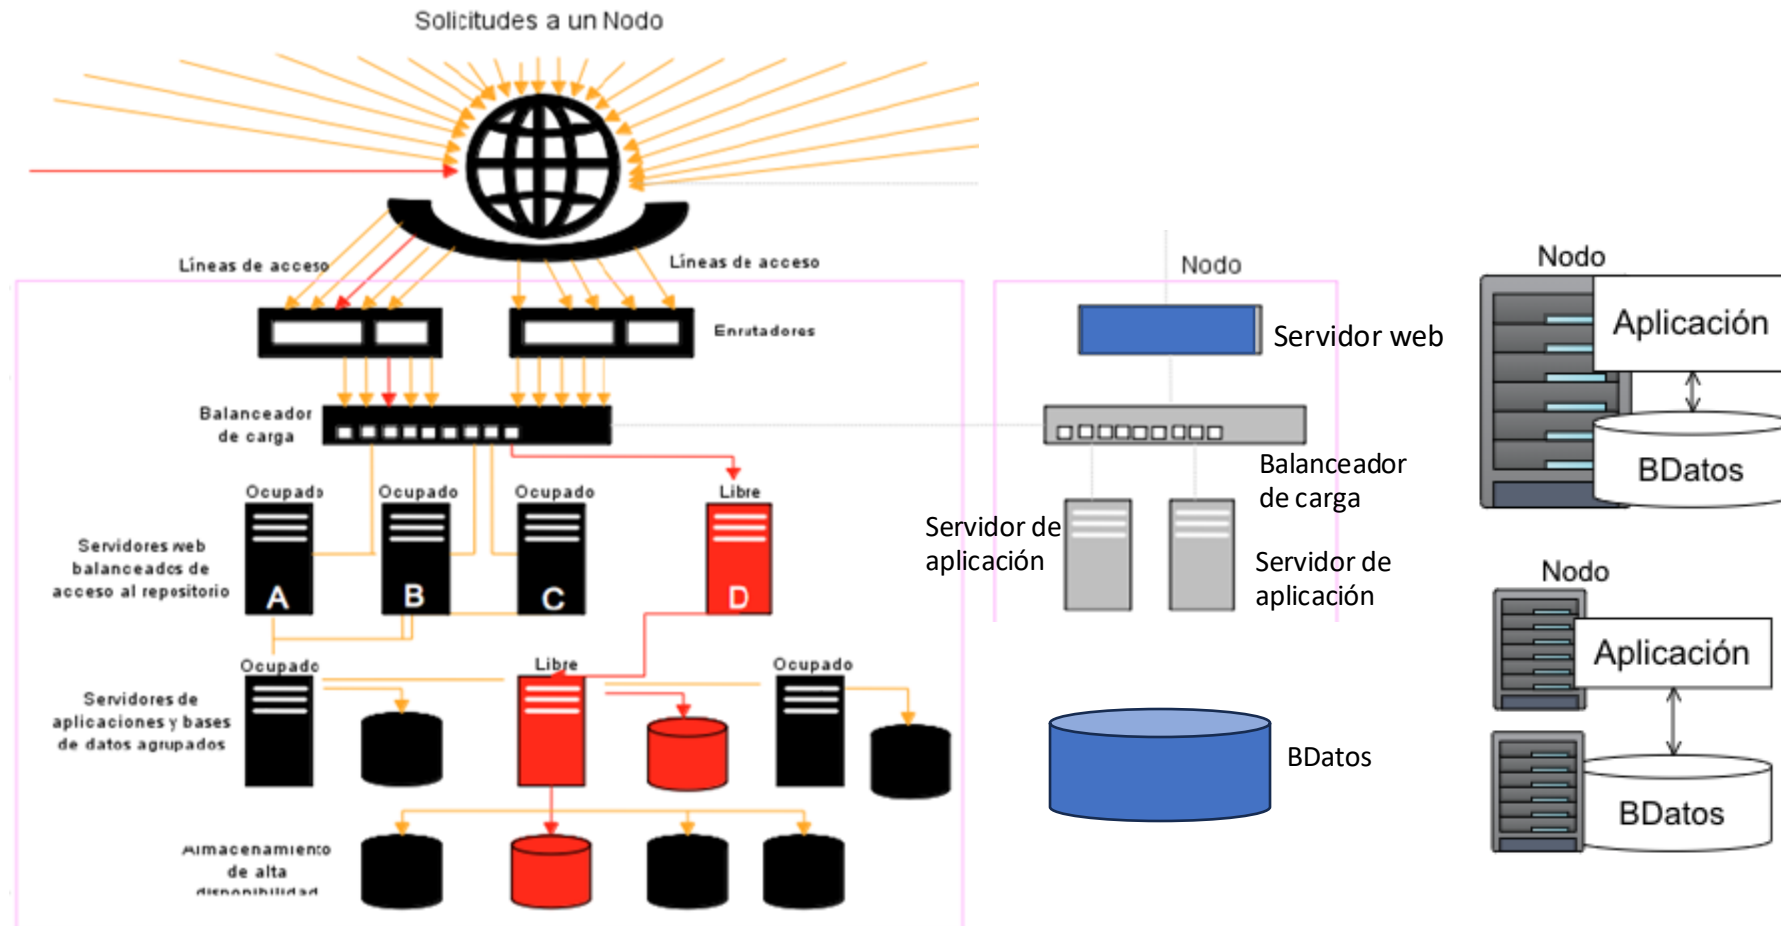 Solicitudes a un Nodo
Líneas de acceso
Líneas de acceso
Enrutadores
Balanceador
de carga
Ocupado
Ocupado
Ocupado
Libre
Servidores web
balanceados de
acceso al repositorio
A
B
C
D
Ocupado
Libre
Ocupado
Servidores de
aplicaciones y bases
de datos agrupados
Almacenamiento
de alta
disponibilidad
Nodo
Servidor web
Balanceador
de carga
Servidor de
aplicación
Servidor de
aplicación
BDatos
Nodo
Aplicación
BDatos
Nodo
Aplicación
BDatos